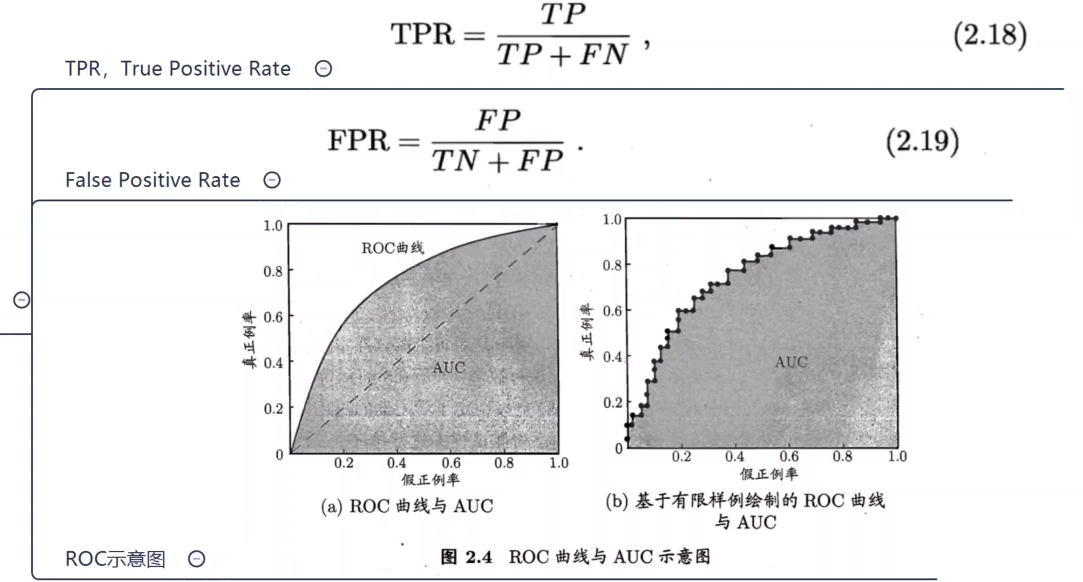 TPR = TP / (TP + FN) , (2.18)
TPR，True Positive Rate
FPR = FP / (TN + FP) . (2.19)
False Positive Rate
1.0
0.8
0.6
0.4
0.2
0
真正例率
ROC曲线
AUC
0.2 0.4 0.6 0.8 1.0
假正例率
(a) ROC 曲线与 AUC
1.0
0.8
0.6
0.4
0.2
0
真正例率
AUC
0.2 0.4 0.6 0.8 1.0
假正例率
(b) 基于有限样例绘制的 ROC 曲线
与 AUC
图 2.4 ROC 曲线与 AUC 示意图
ROC示意图